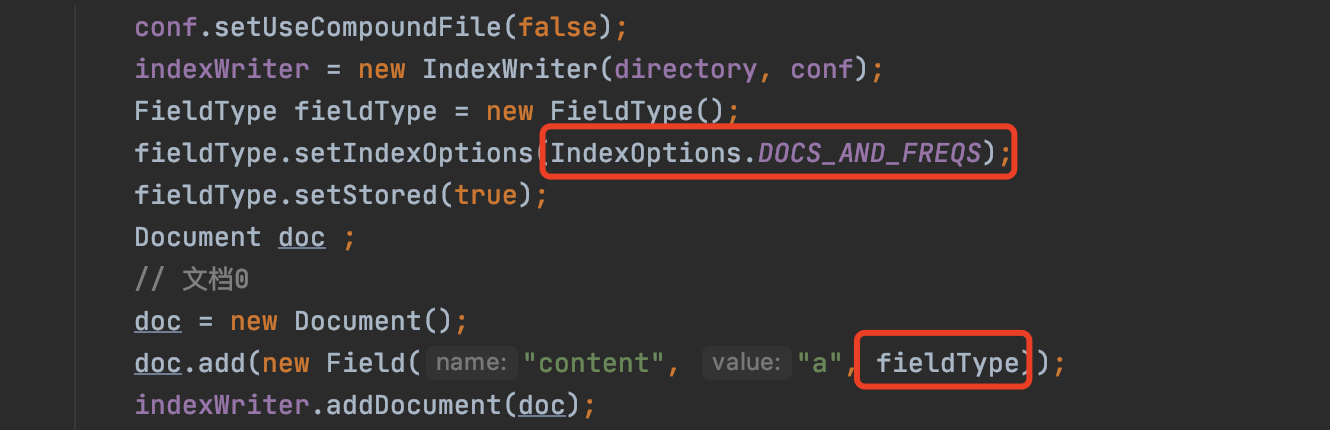 conf.setUseCompoundFile(false);
indexWriter = new IndexWriter(directory, conf);
FieldType fieldType = new FieldType();
fieldType.setIndexOptions(IndexOptions.DOCS_AND_FREQS);
fieldType.setStored(true);
Document doc ;
// 文档0
doc = new Document();
doc.add(new Field( name: "content", value: "a", fieldType));
indexWriter.addDocument(doc);